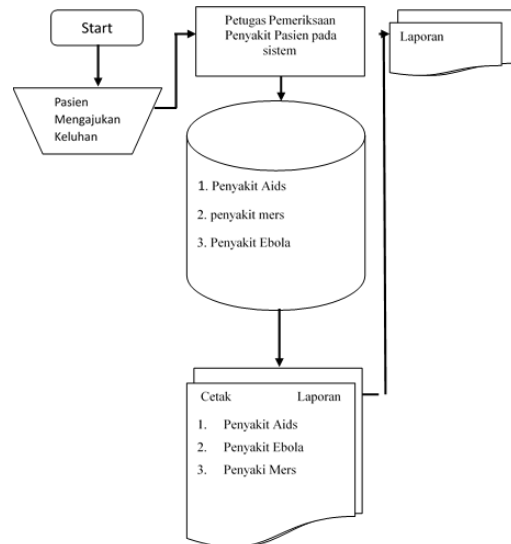 Start
Pasien
Mengajukan
Keluhan
Petugas Pemeriksaan
Penyakit Pasien pada
sistem
Laporan
1. Penyakit Aids
2. penyakit mers
3. Penyakit Ebola
Cetak Laporan
1. Penyakit Aids
2. Penyakit Ebola
3. Penyaki Mers